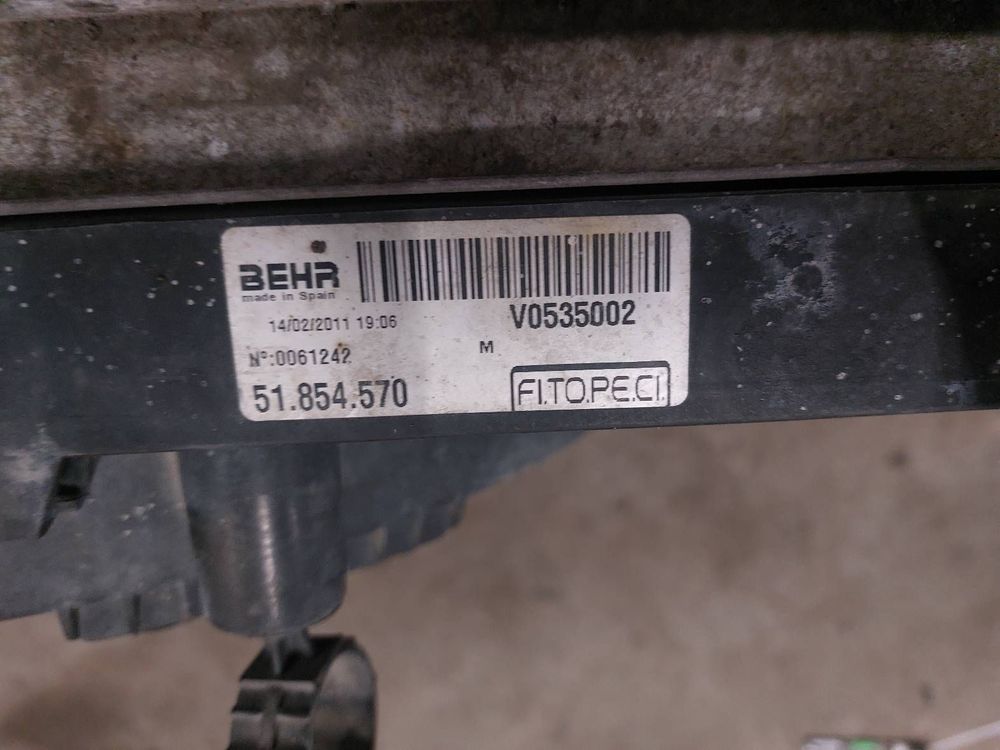 BEHR
made in Spain
14/02/2011 19:06
V0535002
M
N°:0061242
51.854.570
FI.TO.PE.CI.